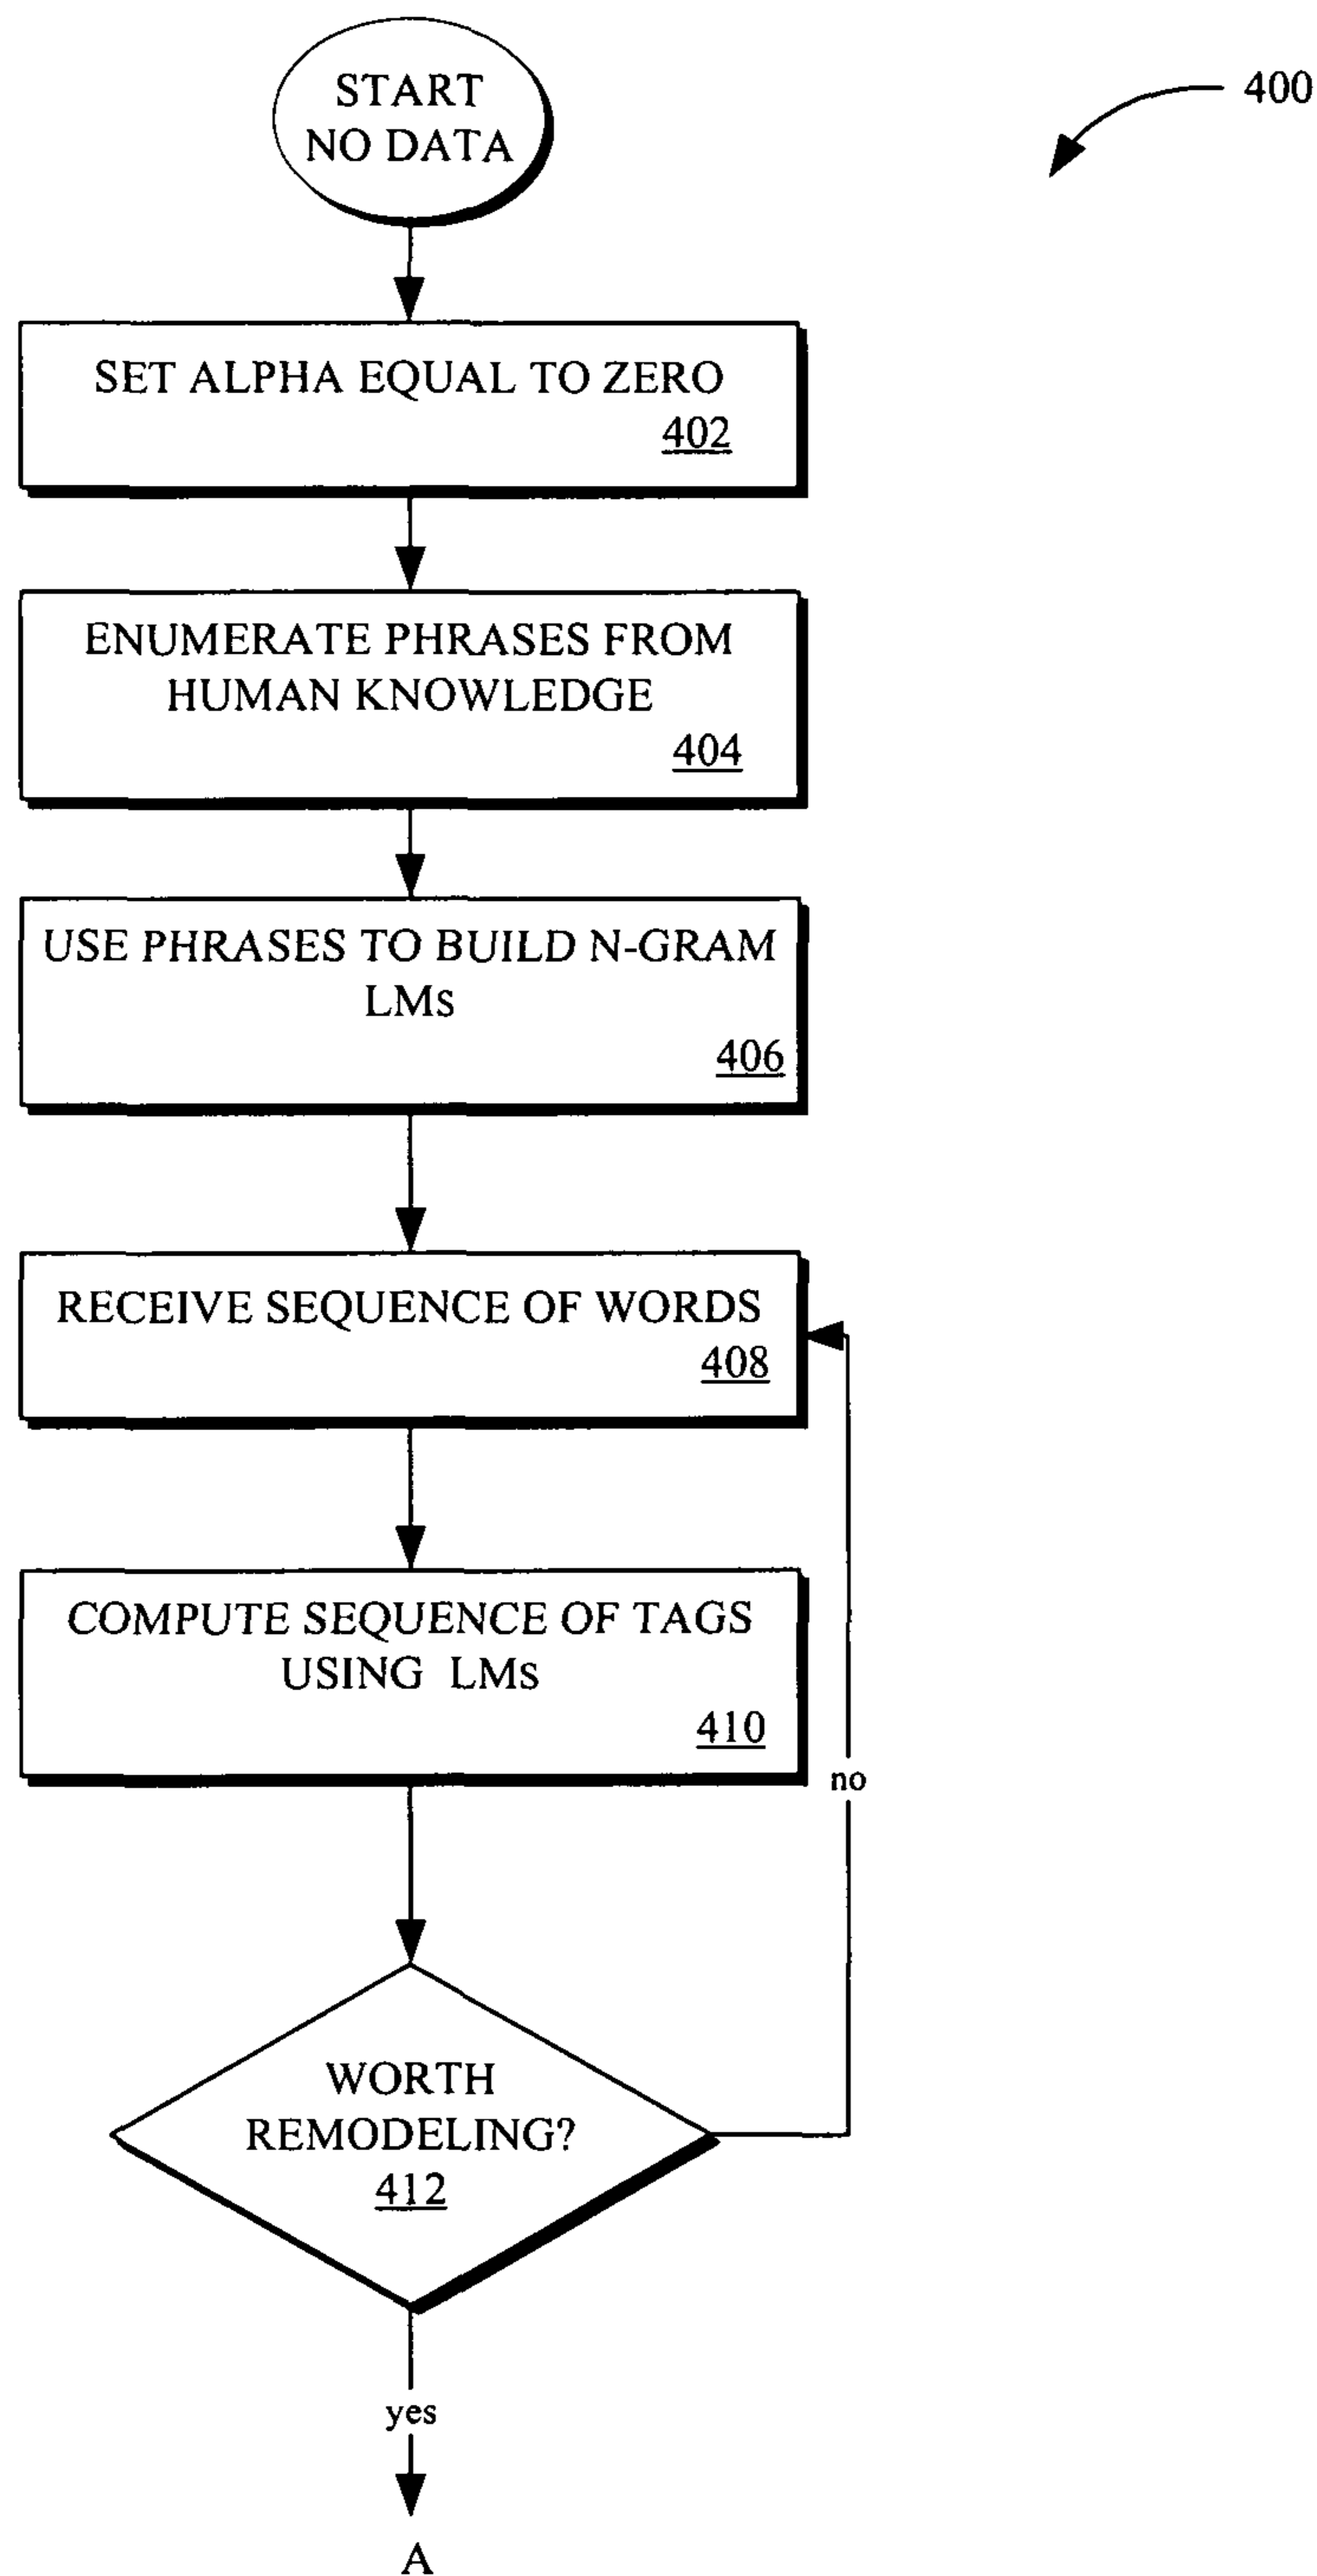 START
NO DATA
400
SET ALPHA EQUAL TO ZERO
402
ENUMERATE PHRASES FROM
HUMAN KNOWLEDGE
404
USE PHRASES TO BUILD N-GRAM
LMs
406
RECEIVE SEQUENCE OF WORDS
408
COMPUTE SEQUENCE OF TAGS
USING LMs
410
no
WORTH
REMODELING?
412
yes
A